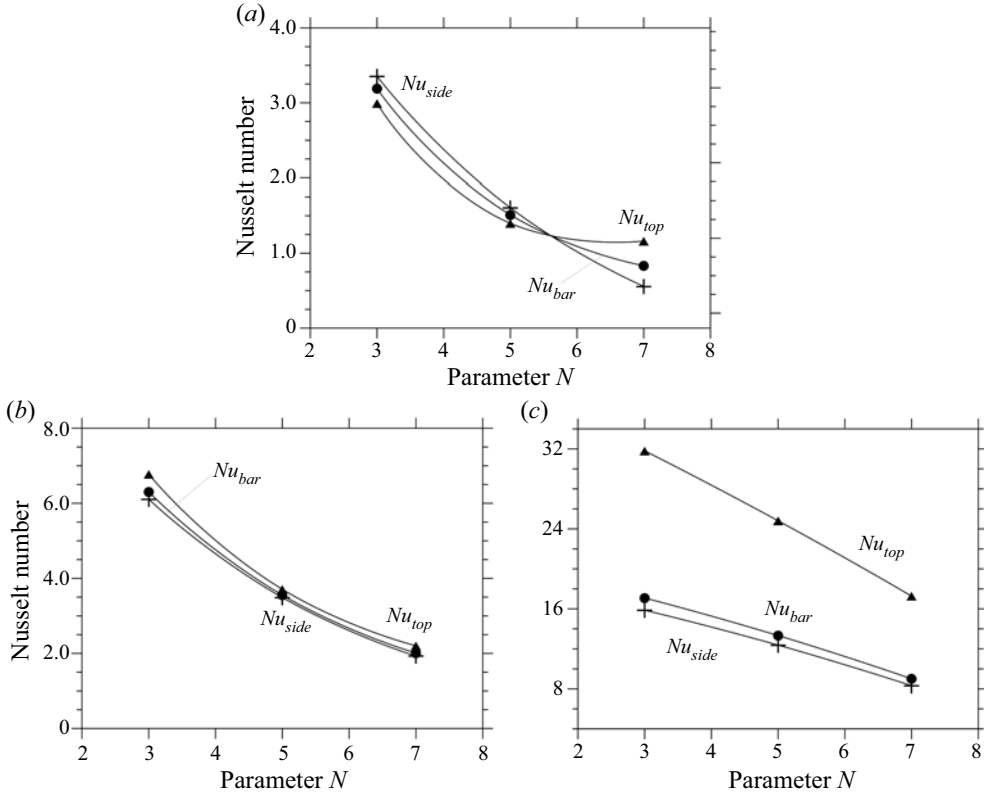 (a)
4.0
3.0
2.0
1.0
0
Nusselt number
Nu_side
Nu_top
Nu_bar
2 3 4 5 6 7 8
Parameter N
(b)
8.0
6.0
4.0
2.0
0
Nusselt number
Nu_bar
Nu_side
Nu_top
2 3 4 5 6 7 8
Parameter N
(c)
32
24
16
8
Nu_top
Nu_bar
Nu_side
2 3 4 5 6 7 8
Parameter N